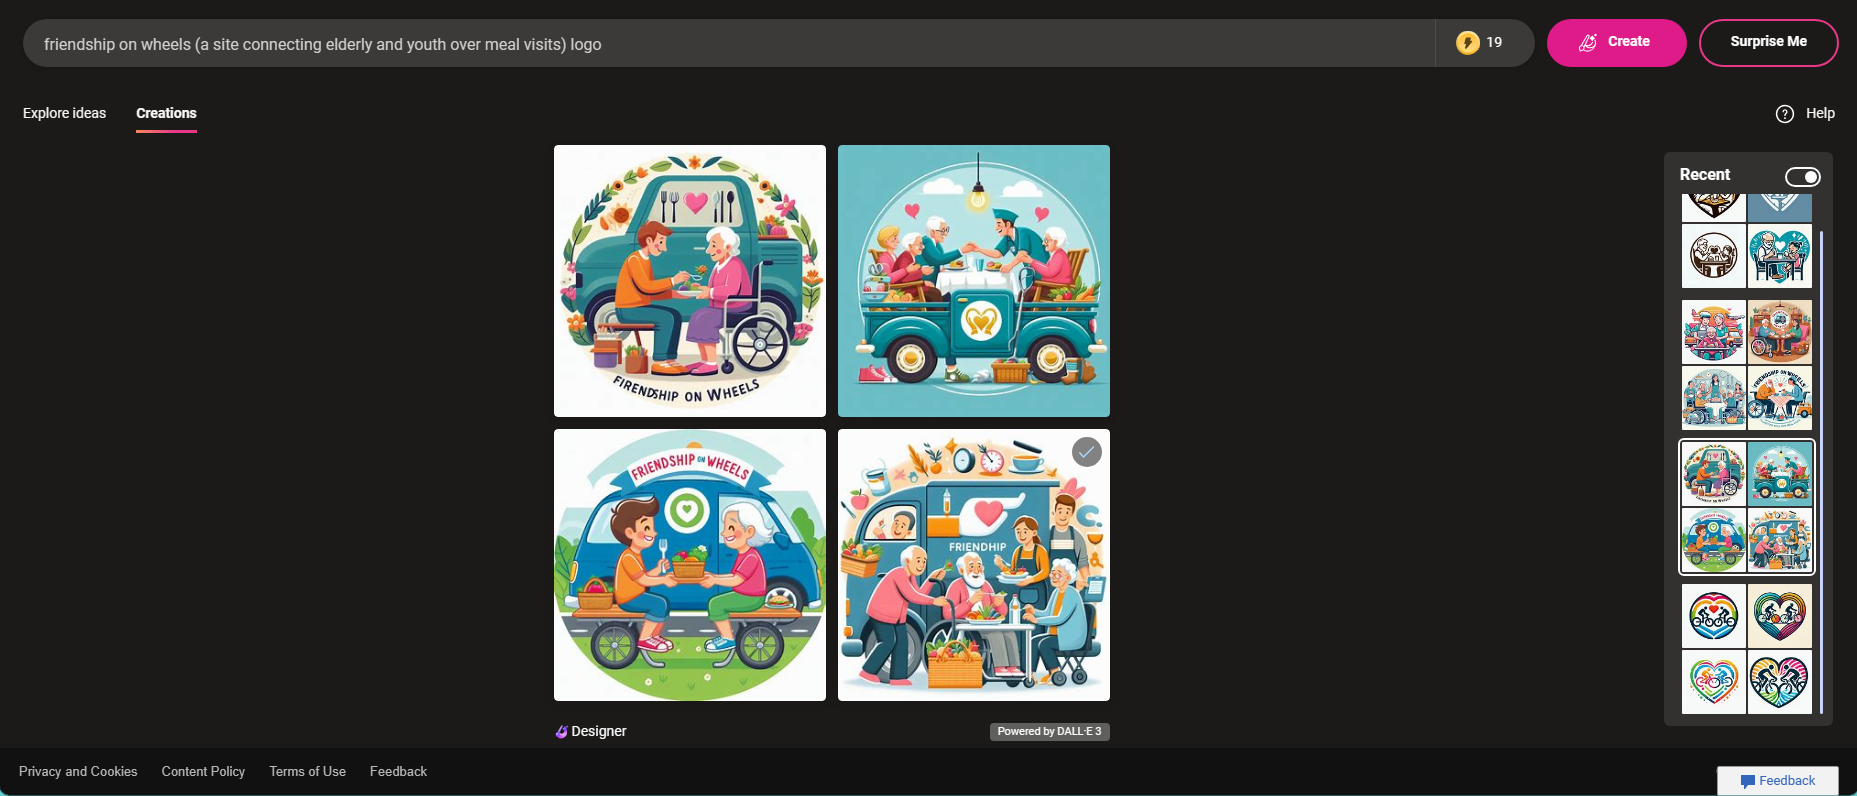 friendship on wheels (a site connecting elderly and youth over meal visits) logo
19
Create
Surprise Me
Explore ideas
Creations
Help
Recent
FIRENDSHIP ON WHEELS
FRIENDSHIP ON WHEELS
FRIENDHIP
Designer
Powered by DALL·E 3
Privacy and Cookies
Content Policy
Terms of Use
Feedback
Feedback